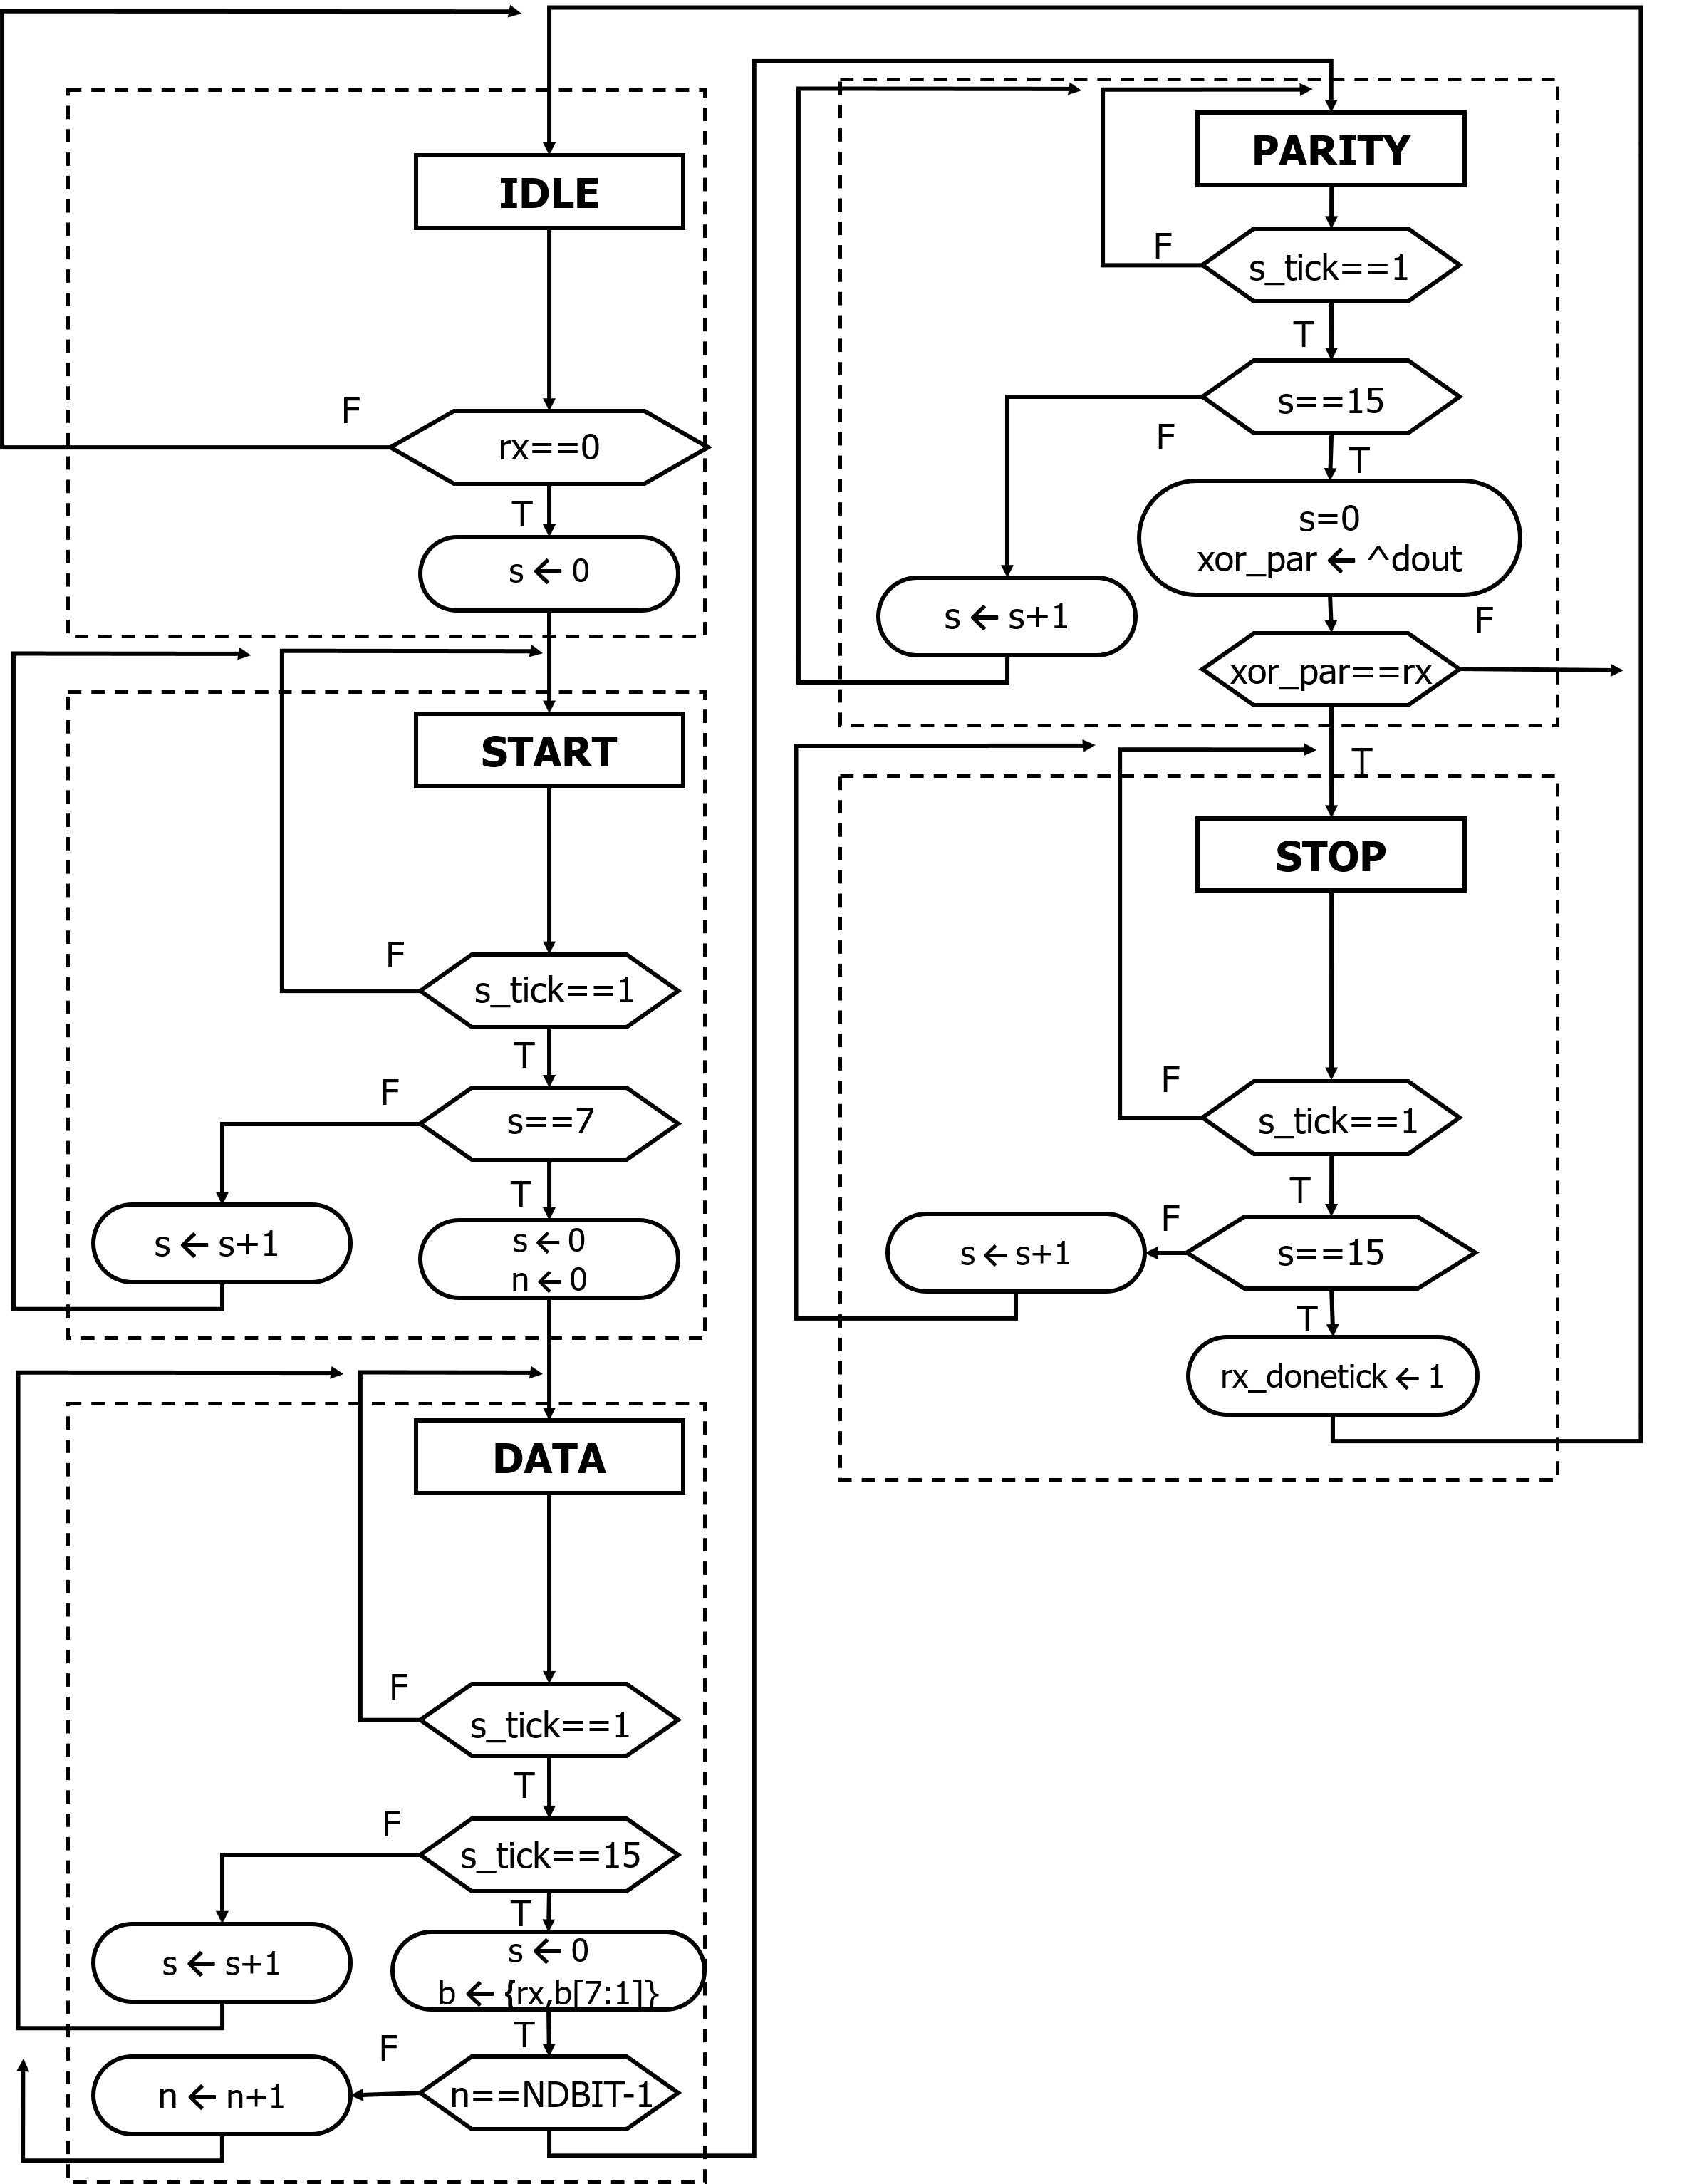 IDLE
F
rx==0
T
s ← 0
START
F
s_tick==1
T
F
s==7
T
s ← s+1
s ← 0
n ← 0
DATA
F
s_tick==1
T
F
s_tick==15
T
s ← s+1
s ← 0
b ← {rx,b[7:1]}
T
F
n ← n+1
n==NDBIT-1
PARITY
F
s_tick==1
T
s==15
F
T
s=0
xor_par ← ^dout
s ← s+1
F
xor_par==rx
T
STOP
F
s_tick==1
T
F
s ← s+1
s==15
T
rx_donetick ← 1